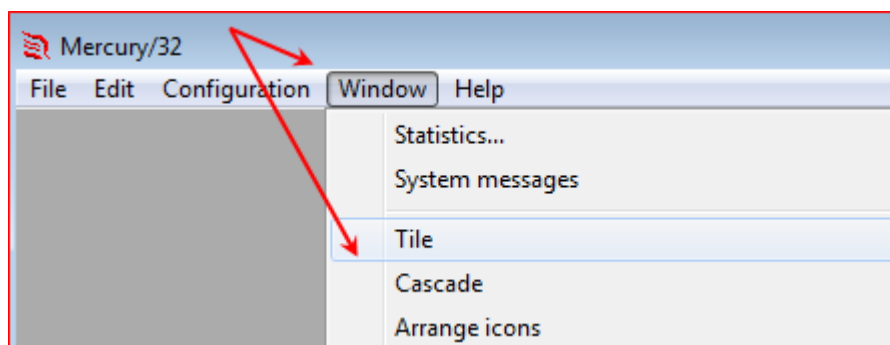 Mercury/32
File Edit Configuration Window Help
Statistics...
System messages
Tile
Cascade
Arrange icons